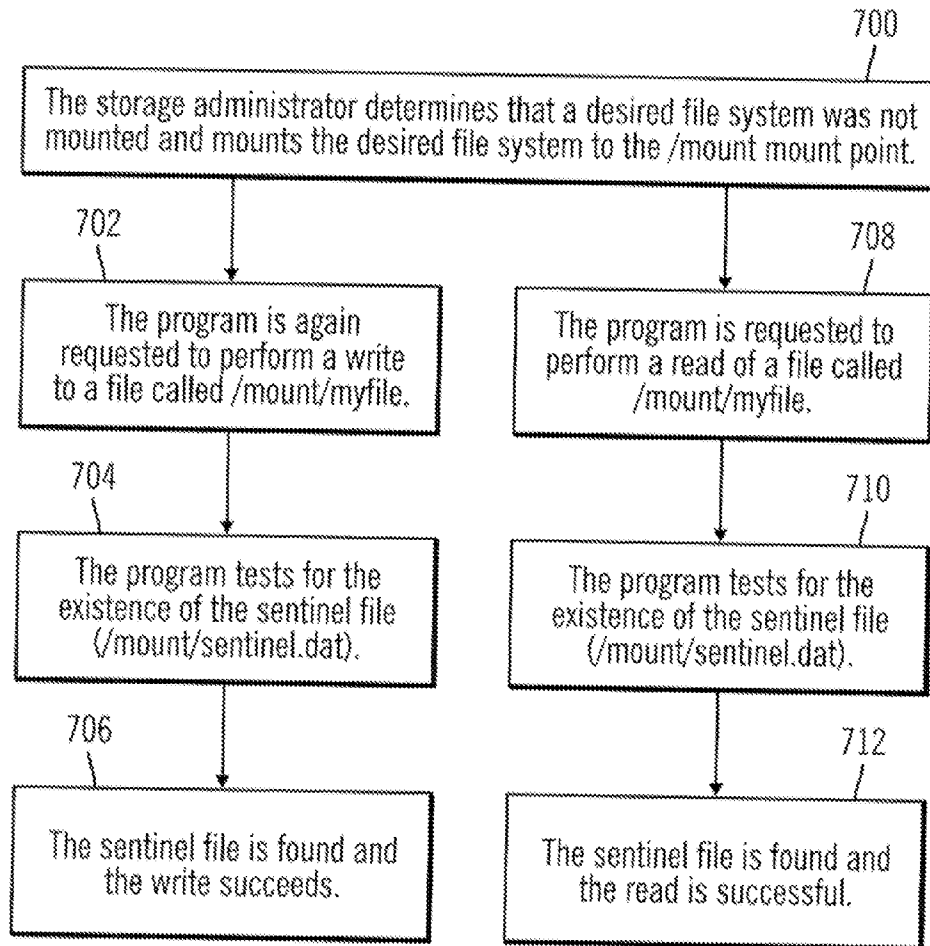 700
The storage administrator determines that a desired file system was not
mounted and mounts the desired file system to the /mount mount point.
702
The program is again
requested to perform a write
to a file called /mount/myfile.
704
The program tests for the
existence of the sentinel file
(/mount/sentinel.dat).
706
The sentinel file is found and
the write succeeds.
708
The program is requested to
perform a read of a file called
/mount/myfile.
710
The program tests for the
existence of the sentinel file
(/mount/sentinel.dat).
712
The sentinel file is found and
the read is successful.